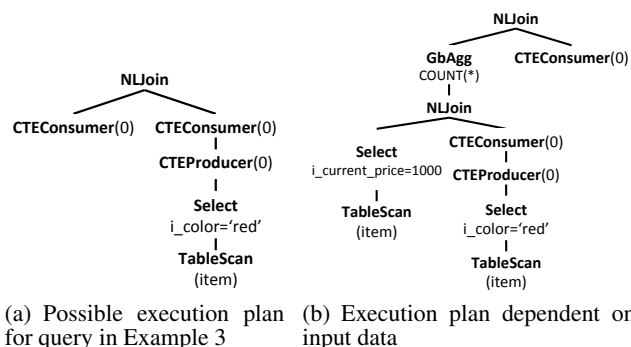 NLJoin
CTEConsumer(0)
CTEConsumer(0)
CTEProducer(0)
Select
i_color='red'
TableScan
(item)
(a) Possible execution plan
for query in Example 3
NLJoin
GbAgg
COUNT(*)
CTEConsumer(0)
NLJoin
Select
i_current_price=1000
TableScan
(item)
CTEConsumer(0)
CTEProducer(0)
Select
i_color='red'
TableScan
(item)
(b) Execution plan dependent on
input data